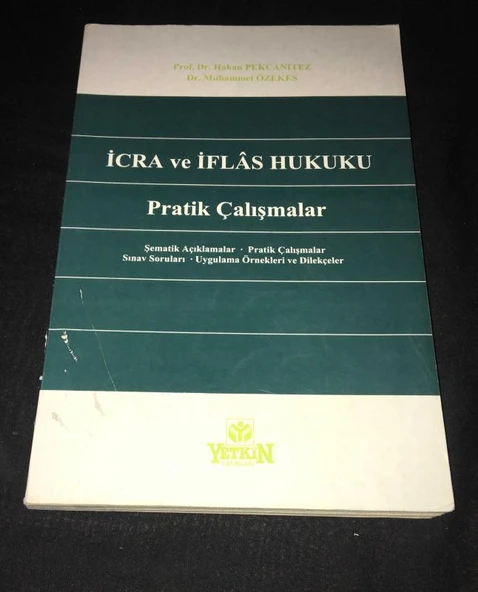 Prof. Dr. Hakan PEKCANITEZ
Dr. Muhammet ÖZEKES
İCRA ve İFLÂS HUKUKU
Pratik Çalışmalar
Şematik Açıklamalar · Pratik Çalışmalar
Sınav Soruları · Uygulama Örnekleri ve Dilekçeler
YETKİN
YAYINLARI